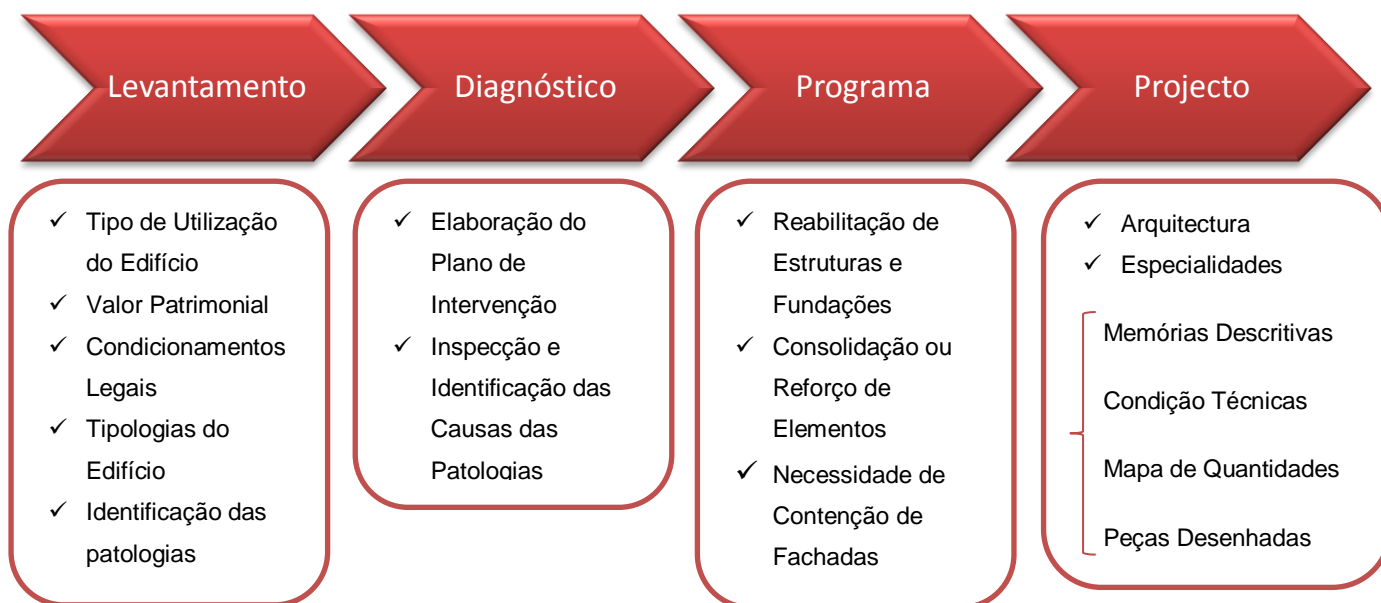 Levantamento
Diagnóstico
Programa
Projecto
✓ Tipo de Utilização
do Edifício
✓ Valor Patrimonial
✓ Condicionamentos
Legais
✓ Tipologias do
Edifício
✓ Identificação das
patologias
✓ Elaboração do
Plano de
Intervenção
✓ Inspecção e
Identificação das
Causas das
Patologias
✓ Reabilitação de
Estruturas e
Fundações
✓ Consolidação ou
Reforço de
Elementos
✓ Necessidade de
Contenção de
Fachadas
✓ Arquitectura
✓ Especialidades
Memórias Descritivas
Condição Técnicas
Mapa de Quantidades
Peças Desenhadas